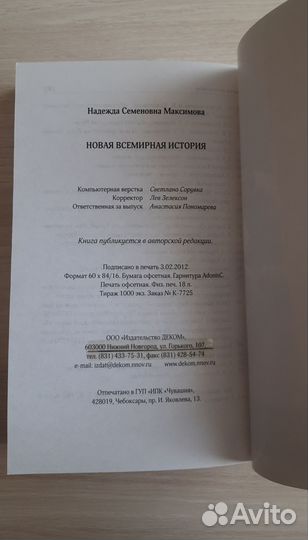 Надежда Семеновна Максимова
НОВАЯ ВСЕМИРНАЯ ИСТОРИЯ
Компьютерная верстка Светлана Сорувка
Корректор Лев Зелексон
Ответственная за выпуск Анастасия Пономарева
Книга публикуется в авторской редакции.
Подписано в печать 3.02.2012.
Формат 60 х 84/16. Бумага офсетная. Гарнитура AdonisC.
Печать офсетная. Физ. печ. 18 л.
Тираж 1000 экз. Заказ № К-7725
ООО «Издательство ДЕКОМ»,
603000 Нижний Новгород, ул. Горького, 107,
тел. (831) 433-75-31, факс (831) 428-54-74
e-mail: izdat@dekom.nnov www.dekom.nnov.ru
Отпечатано в ГУП «ИПК «Чувашия»,
428019, Чебоксары, пр. И. Яковлева, 13.
Avito